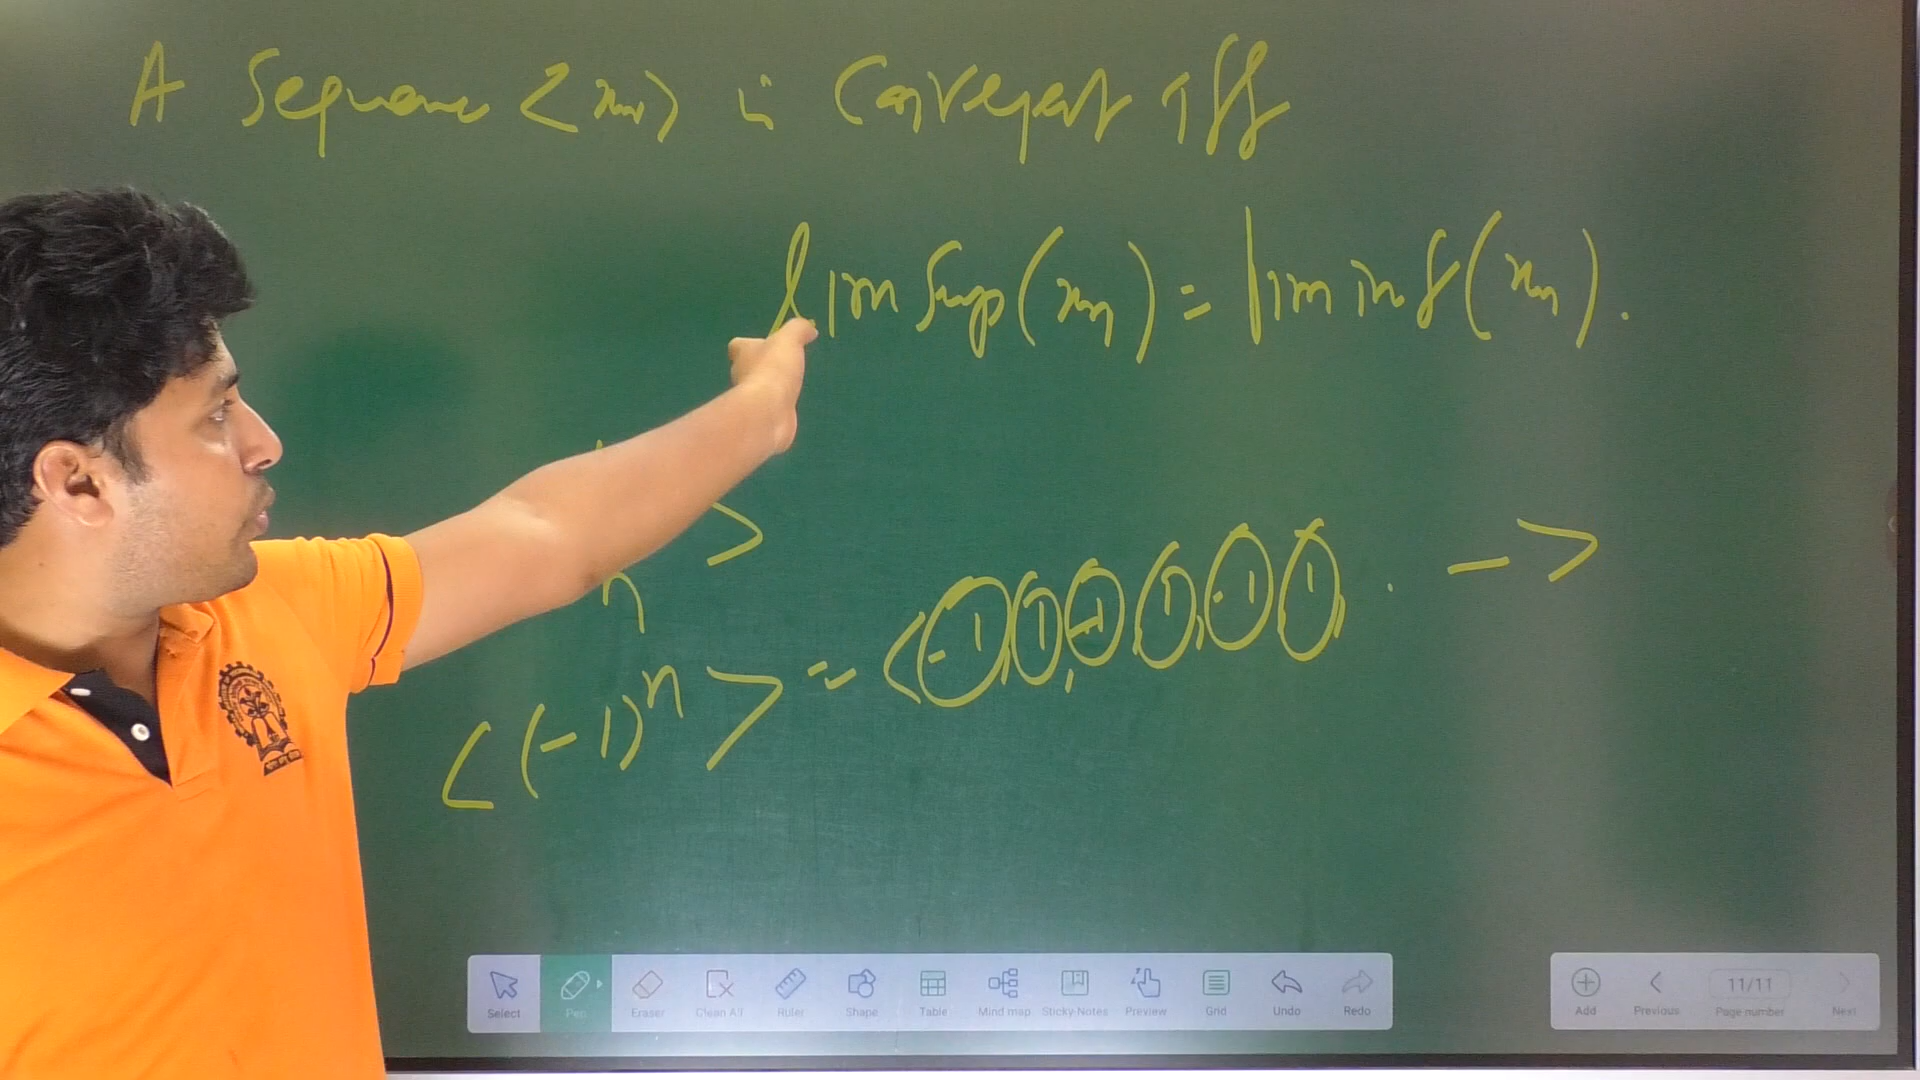 A Sequence <xn> is Convergent iff
lim Sup (xn) = lim inf (xn).
n >
<(-1)^n> = <-1, 1, -1, 1, -1, 1, . - >
Select Pen Eraser Clean All Ruler Shape Table Mind map Sticky-Notes Preview Grid Undo Redo
Add Previous 11/11 Page number Next